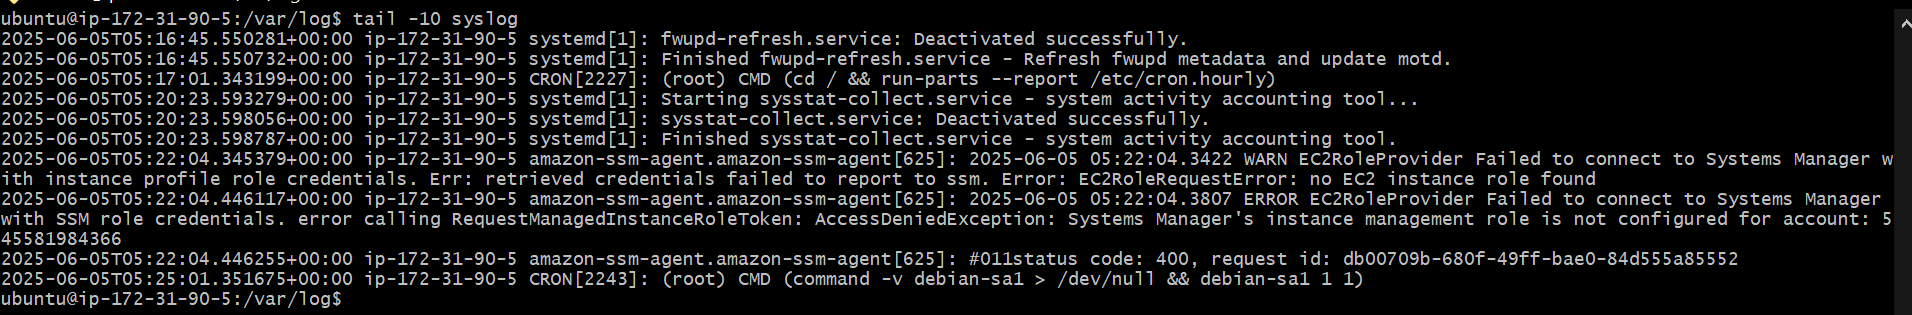 ubuntu@ip-172-31-90-5:/var/log$ tail -10 syslog
2025-06-05T05:16:45.550281+00:00 ip-172-31-90-5 systemd[1]: fwupd-refresh.service: Deactivated successfully.
2025-06-05T05:16:45.550732+00:00 ip-172-31-90-5 systemd[1]: Finished fwupd-refresh.service - Refresh fwupd metadata and update motd.
2025-06-05T05:17:01.343199+00:00 ip-172-31-90-5 CRON[2227]: (root) CMD (cd / && run-parts --report /etc/cron.hourly)
2025-06-05T05:20:23.593279+00:00 ip-172-31-90-5 systemd[1]: Starting sysstat-collect.service - system activity accounting tool...
2025-06-05T05:20:23.598056+00:00 ip-172-31-90-5 systemd[1]: sysstat-collect.service: Deactivated successfully.
2025-06-05T05:20:23.598787+00:00 ip-172-31-90-5 systemd[1]: Finished sysstat-collect.service - system activity accounting tool.
2025-06-05T05:22:04.345379+00:00 ip-172-31-90-5 amazon-ssm-agent.amazon-ssm-agent[625]: 2025-06-05 05:22:04.3422 WARN EC2RoleProvider Failed to connect to Systems Manager w
ith instance profile role credentials. Err: retrieved credentials failed to report to ssm. Error: EC2RoleRequestError: no EC2 instance role found
2025-06-05T05:22:04.446117+00:00 ip-172-31-90-5 amazon-ssm-agent.amazon-ssm-agent[625]: 2025-06-05 05:22:04.3807 ERROR EC2RoleProvider Failed to connect to Systems Manager
with SSM role credentials. error calling RequestManagedInstanceRoleToken: AccessDeniedException: Systems Manager's instance management role is not configured for account: 5
45581984366
2025-06-05T05:22:04.446255+00:00 ip-172-31-90-5 amazon-ssm-agent.amazon-ssm-agent[625]: #011status code: 400, request id: db00709b-680f-49ff-bae0-84d555a85552
2025-06-05T05:25:01.351675+00:00 ip-172-31-90-5 CRON[2243]: (root) CMD (command -v debian-sa1 > /dev/null && debian-sa1 1 1)
ubuntu@ip-172-31-90-5:/var/log$